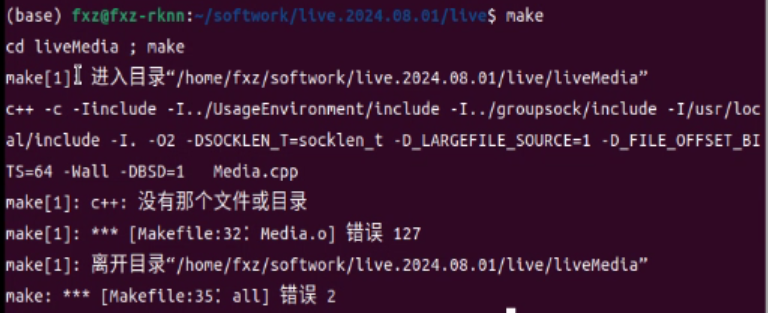 (base) fxz@fxz-rknn:~/softwork/live.2024.08.01/live$ make
cd liveMedia ; make
make[1]: 进入目录“/home/fxz/softwork/live.2024.08.01/live/liveMedia”
c++ -c -Iinclude -I../UsageEnvironment/include -I../groupsock/include -I/usr/loc
al/include -I. -O2 -DSOCKLEN_T=socklen_t -D_LARGEFILE_SOURCE=1 -D_FILE_OFFSET_BI
TS=64 -Wall -DBSD=1   Media.cpp
make[1]: c++: 没有那个文件或目录
make[1]: *** [Makefile:32：Media.o] 错误 127
make[1]: 离开目录“/home/fxz/softwork/live.2024.08.01/live/liveMedia”
make: *** [Makefile:35：all] 错误 2